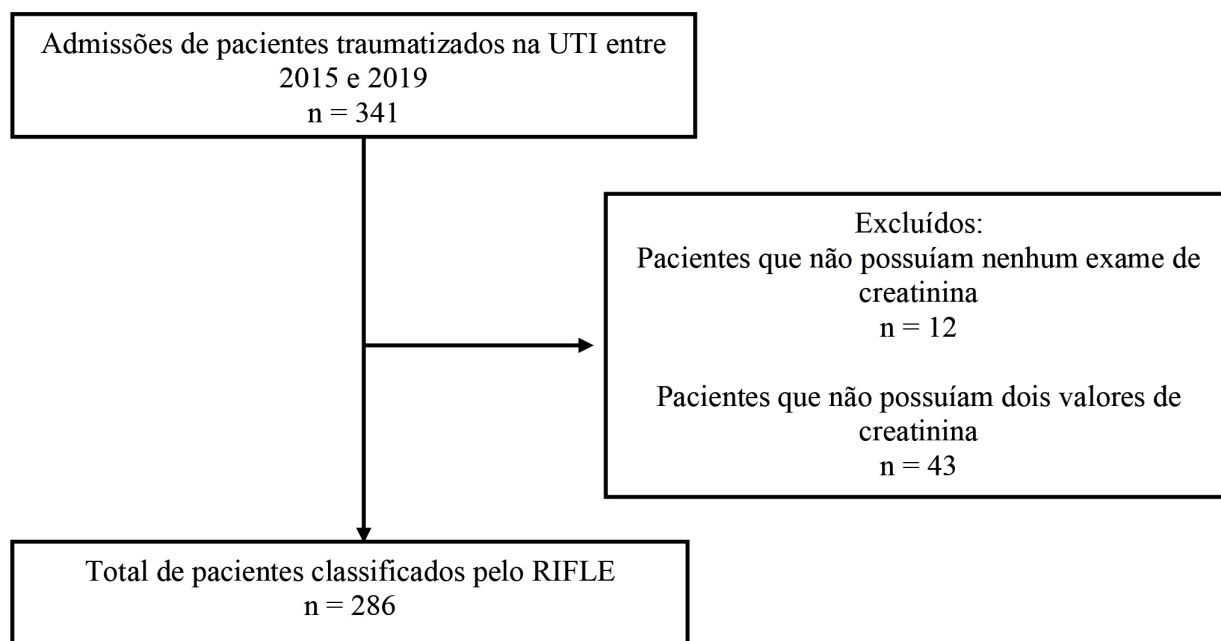 Admissões de pacientes traumatizados na UTI entre
2015 e 2019
n = 341
Excluídos:
Pacientes que não possuíam nenhum exame de
creatinina
n = 12
Pacientes que não possuíam dois valores de
creatinina
n = 43
Total de pacientes classificados pelo RIFLE
n = 286